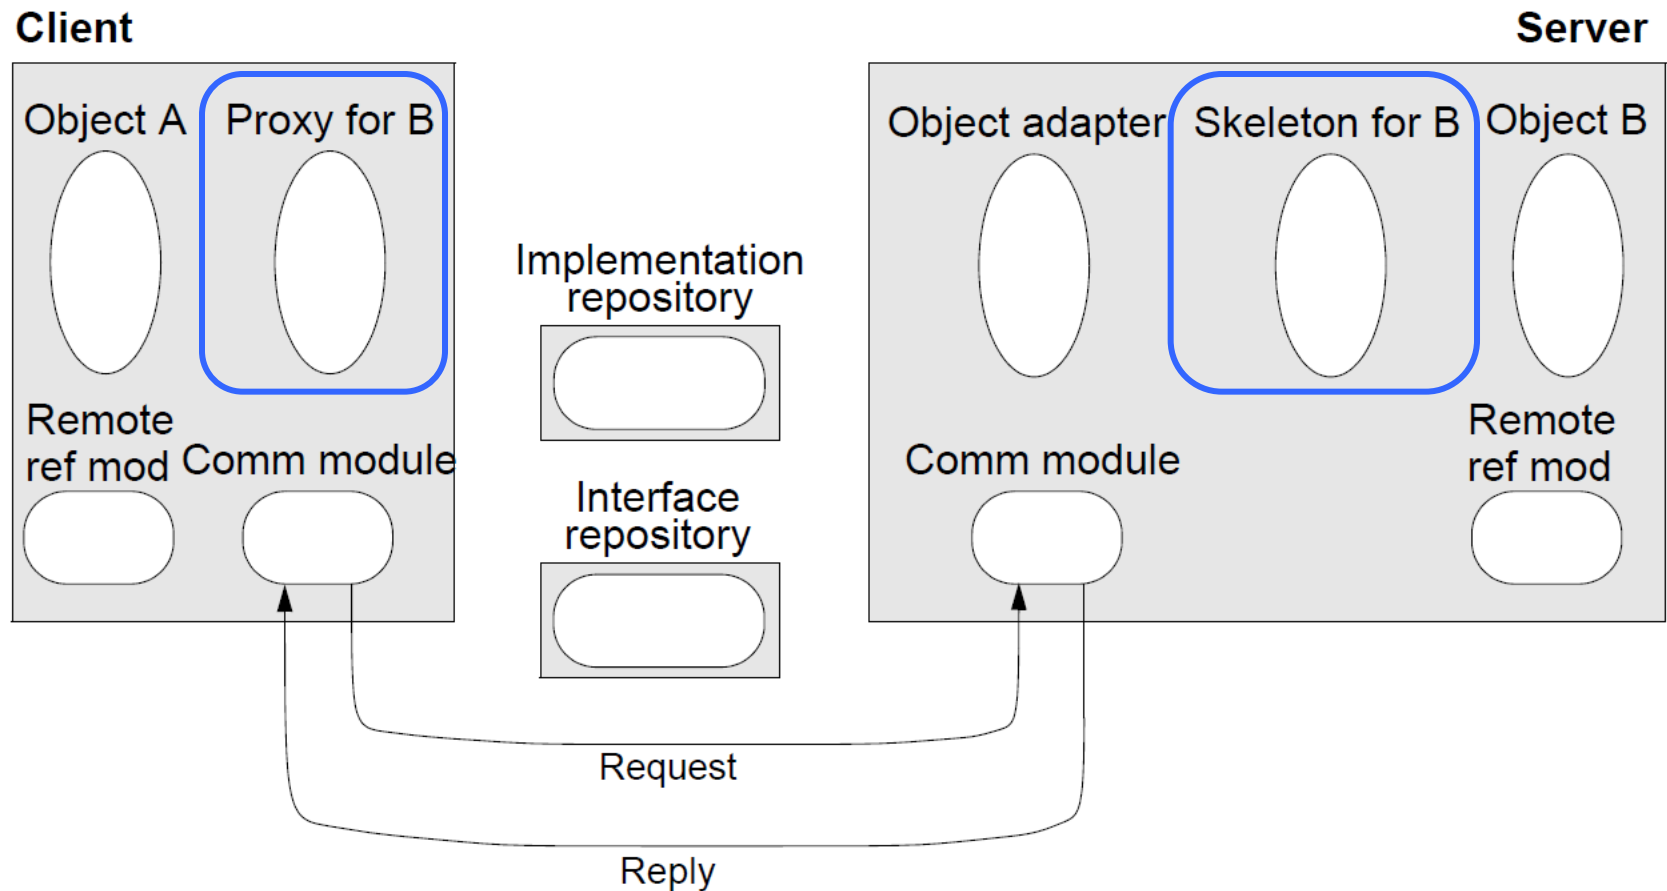 Client
Server
Object A
Proxy for B
Object adapter
Skeleton for B
Object B
Implementation
repository
Remote
ref mod
Comm module
Interface
repository
Comm module
Remote
ref mod
Request
Reply